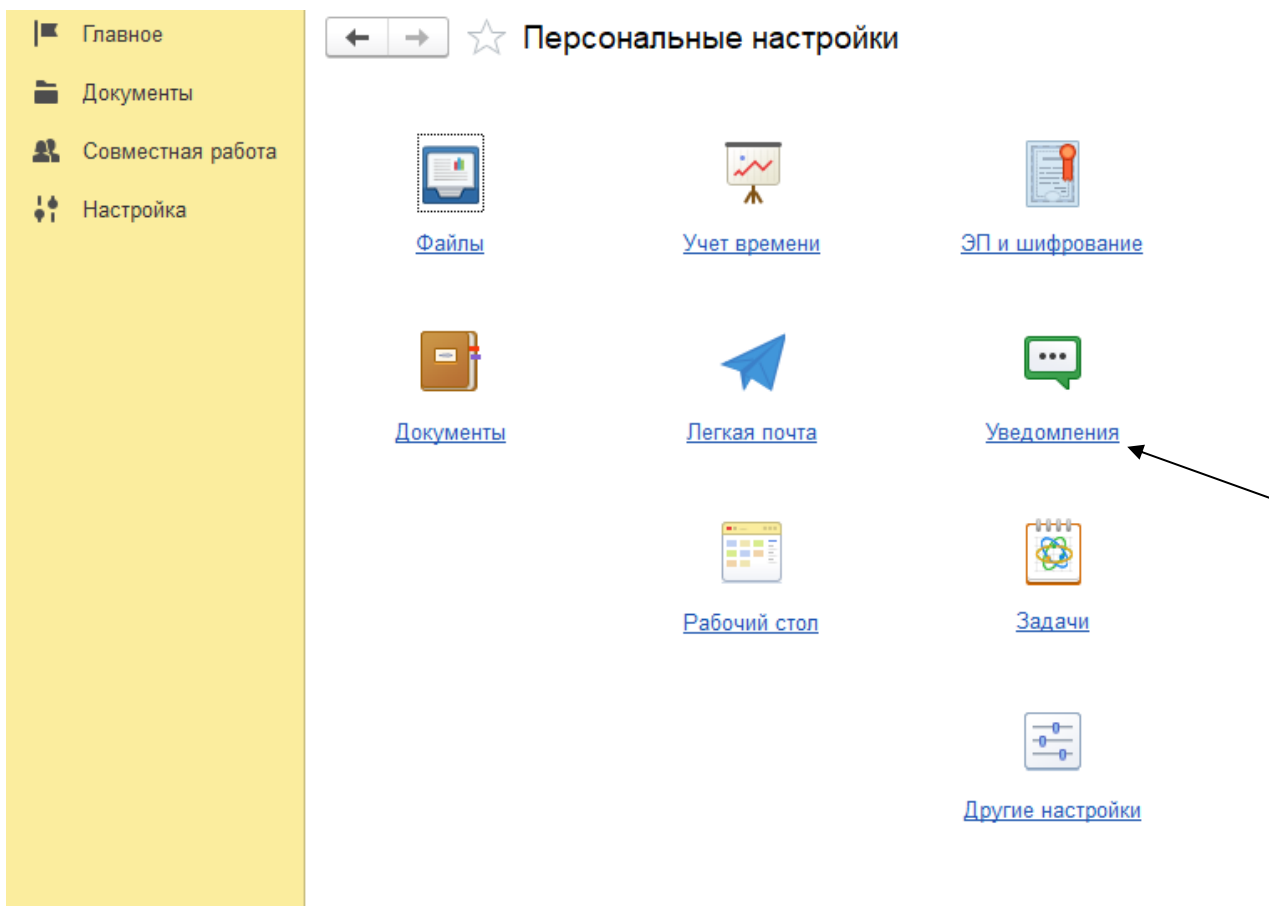 Главное
Документы
Совместная работа
Настройка
Персональные настройки
Файлы
Учет времени
ЭП и шифрование
Документы
Легкая почта
Уведомления
Рабочий стол
Задачи
Другие настройки